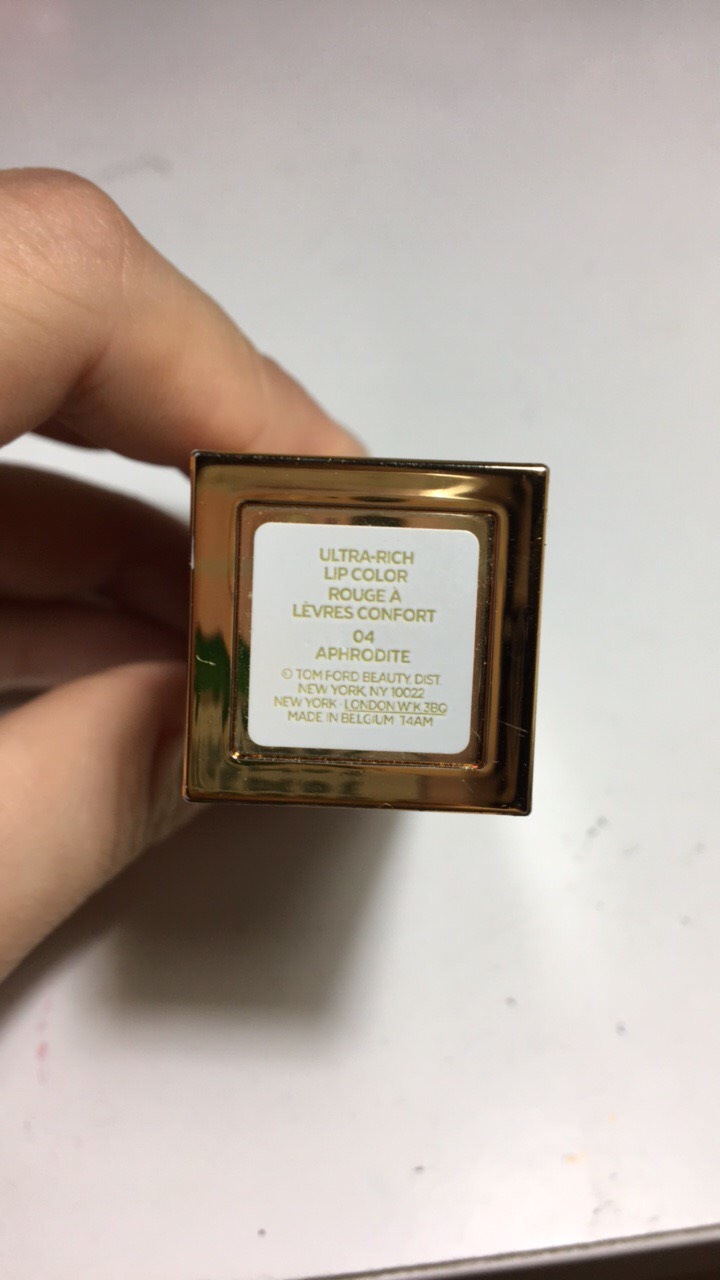 ULTRA-RICH
LIP COLOR
ROUGE À
LÈVRES CONFORT
04
APHRODITE
© TOM FORD BEAUTY, DIST.
NEW YORK, NY 10022
NEW YORK · LONDON W1K 3BQ
MADE IN BELGIUM T4AM